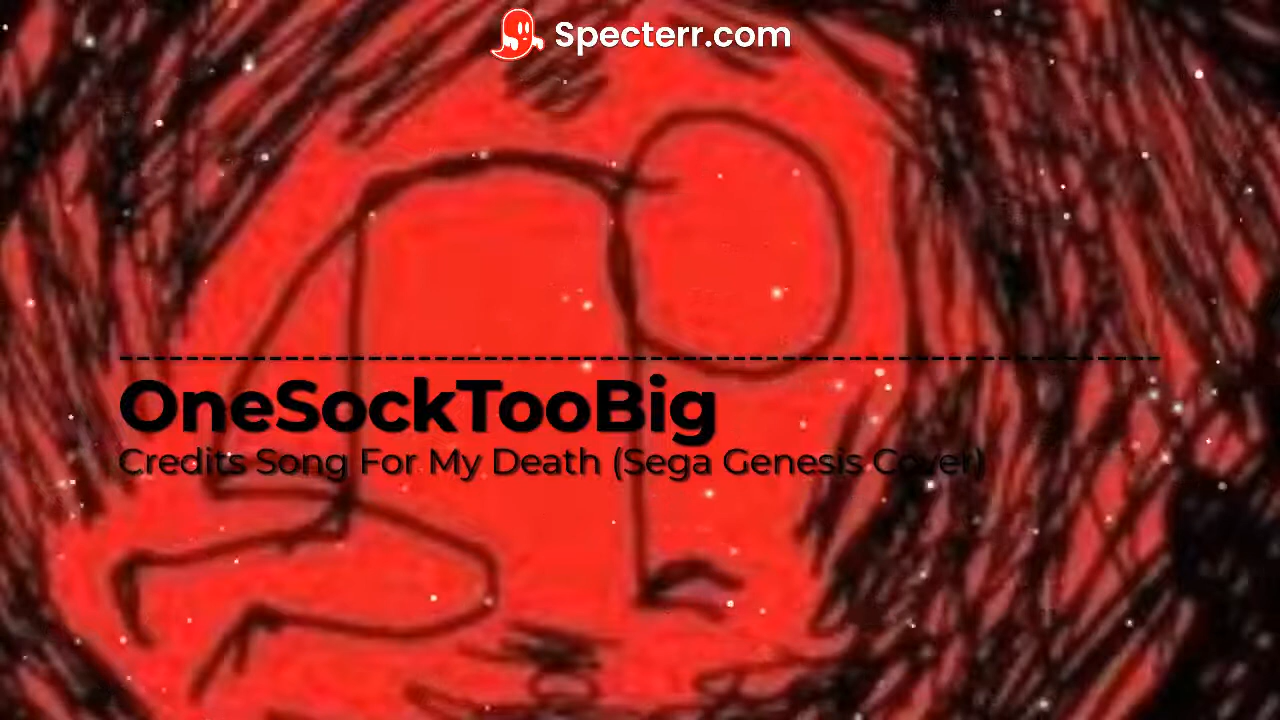 Specterr.com
OneSockTooBig
Credits Song For My Death (Sega Genesis Cover)